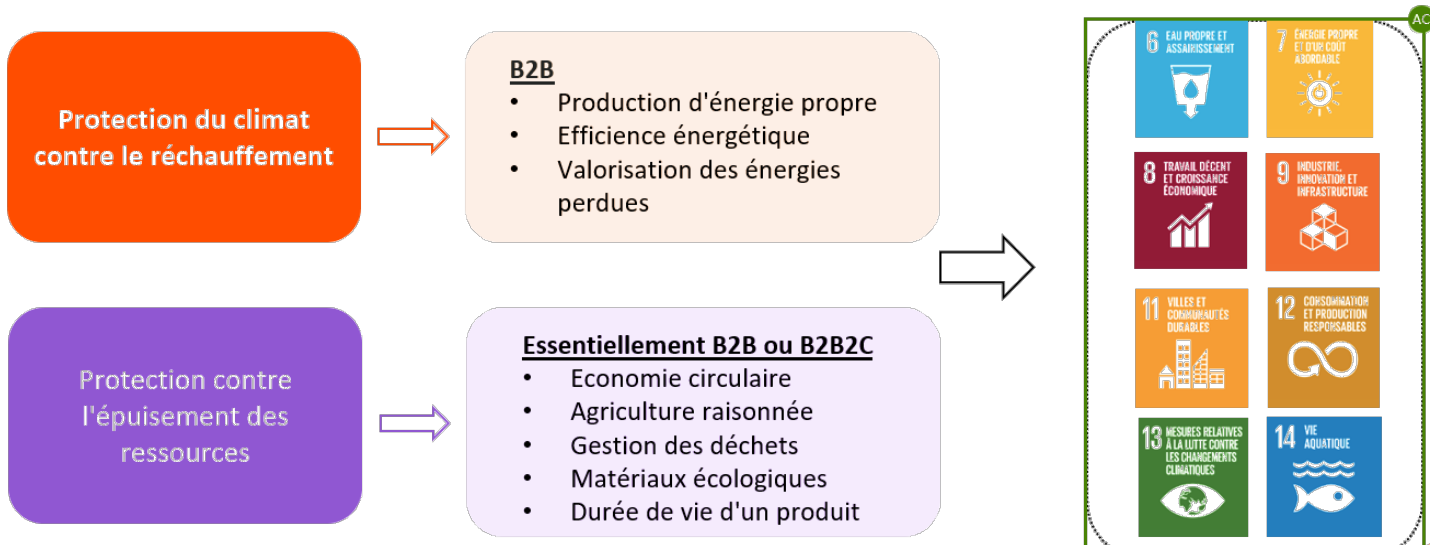 Protection du climat
contre le réchauffement
B2B
• Production d'énergie propre
• Efficience énergétique
• Valorisation des énergies
perdues
Protection contre
l'épuisement des
ressources
Essentiellement B2B ou B2B2C
• Economie circulaire
• Agriculture raisonnée
• Gestion des déchets
• Matériaux écologiques
• Durée de vie d'un produit
AC
6 EAU PROPRE ET
ASSAINISSEMENT
7 ÉNERGIE PROPRE
ET D'UN COÛT
ABORDABLE
8 TRAVAIL DÉCENT
ET CROISSANCE
ÉCONOMIQUE
9 INDUSTRIE,
INNOVATION ET
INFRASTRUCTURE
11 VILLES ET
COMMUNAUTÉS
DURABLES
12 CONSOMMATION
ET PRODUCTION
RESPONSABLES
13 MESURES RELATIVES
À LA LUTTE CONTRE
LES CHANGEMENTS
CLIMATIQUES
14 VIE
AQUATIQUE